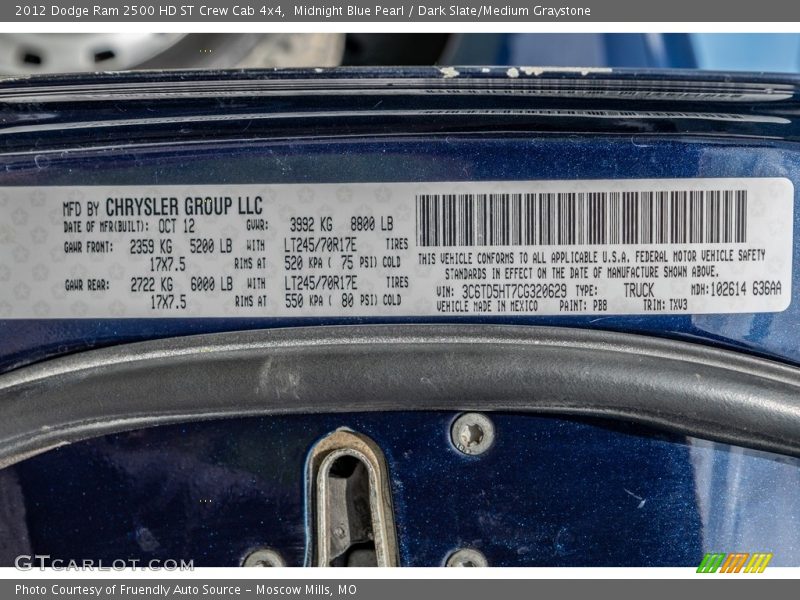 2012 Dodge Ram 2500 HD ST Crew Cab 4x4,  Midnight Blue Pearl / Dark Slate/Medium Graystone
MFD BY CHRYSLER GROUP LLC
DATE OF MFR(BUILT): OCT 12 GVWR: 3992 KG 8800 LB
GAWR FRONT: 2359 KG 5200 LB WITH LT245/70R17E TIRES
17X7.5 RIMS AT 520 KPA ( 75 PSI) COLD
GAWR REAR: 2722 KG 6000 LB WITH LT245/70R17E TIRES
17X7.5 RIMS AT 550 KPA ( 80 PSI) COLD
THIS VEHICLE CONFORMS TO ALL APPLICABLE U.S.A. FEDERAL MOTOR VEHICLE SAFETY
STANDARDS IN EFFECT ON THE DATE OF MANUFACTURE SHOWN ABOVE.
VIN: 3C6TD5HT7CG320629 TYPE: TRUCK MDH:102614 636AA
VEHICLE MADE IN MEXICO PAINT: PBB TRIM: TXV3
GTCARLOT.COM
Photo Courtesy of Fruendly Auto Source – Moscow Mills, MO